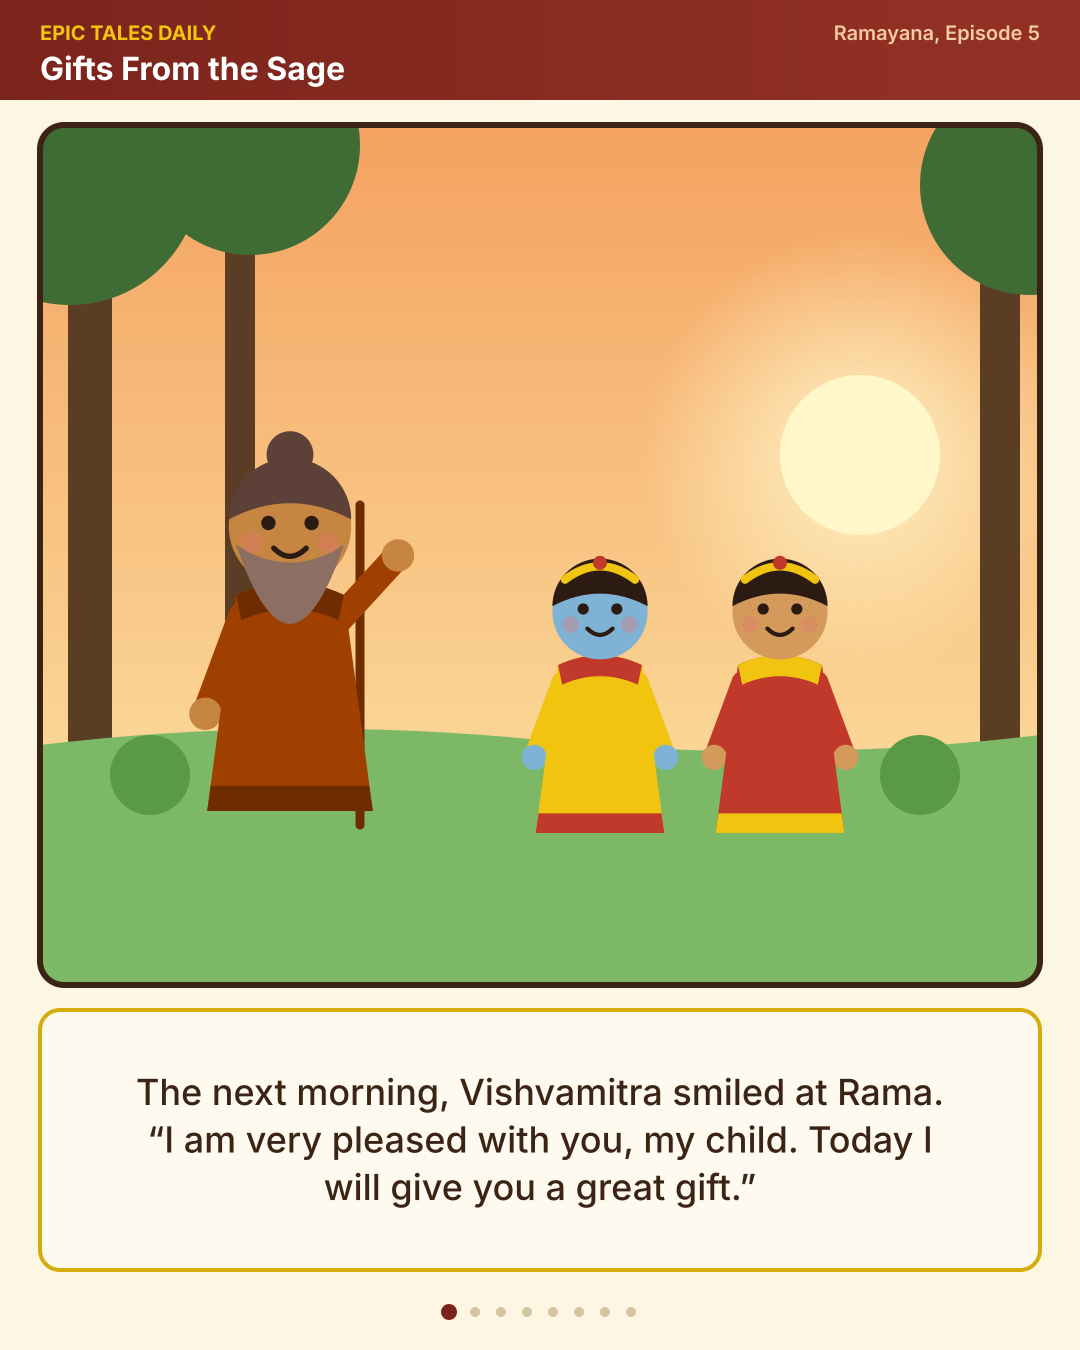 EPIC TALES DAILY
Ramayana, Episode 5
Gifts From the Sage
The next morning, Vishvamitra smiled at Rama.
“I am very pleased with you, my child. Today I
will give you a great gift.”